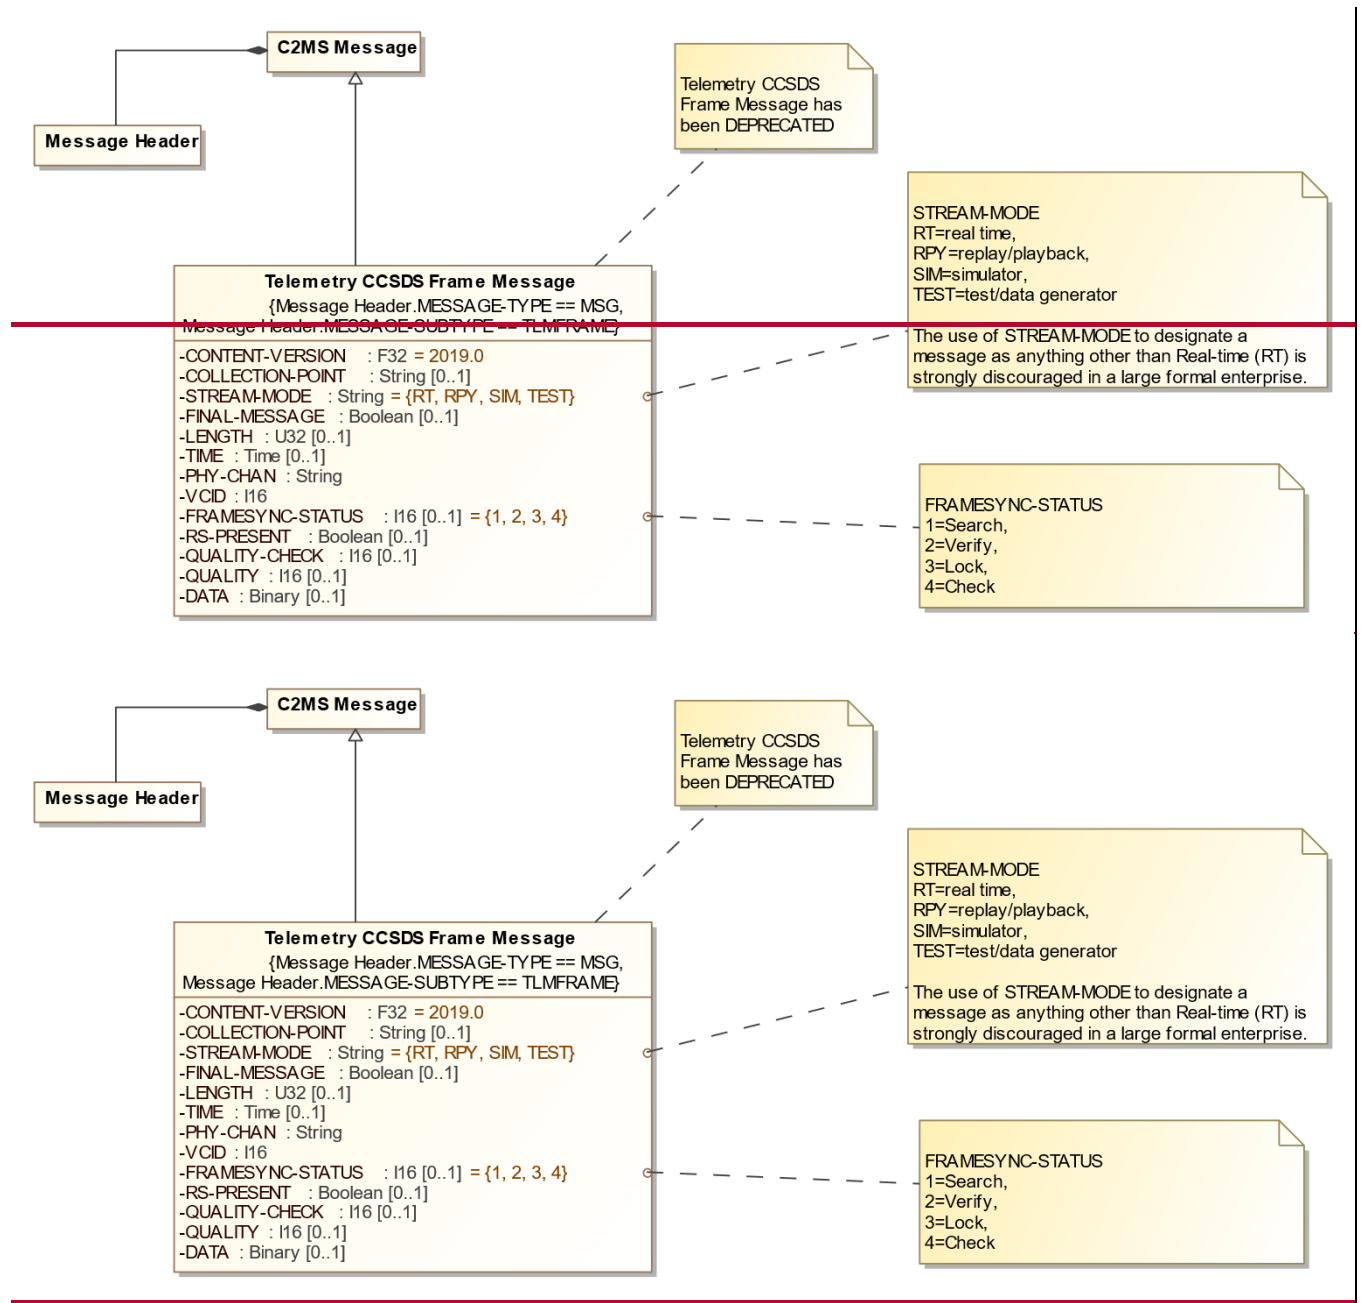 C2MS Message
Message Header
Telemetry CCSDS
Frame Message has
been DEPRECATED
STREAM-MODE
RT=real time,
RPY=replay/playback,
SIM=simulator,
TEST=test/data generator
The use of STREAM-MODE to designate a
message as anything other than Real-time (RT) is
strongly discouraged in a large formal enterprise.
Telemetry CCSDS Frame Message
{Message Header.MESSAGE-TYPE == MSG,
Message Header.MESSAGE-SUBTYPE == TLMFRAME}
-CONTENT-VERSION : F32 = 2019.0
-COLLECTION-POINT : String [0..1]
-STREAM-MODE : String = {RT, RPY, SIM, TEST}
-FINAL-MESSAGE : Boolean [0..1]
-LENGTH : U32 [0..1]
-TIME : Time [0..1]
-PHY-CHAN : String
-VCID : I16
-FRAMESYNC-STATUS : I16 [0..1] = {1, 2, 3, 4}
-RS-PRESENT : Boolean [0..1]
-QUALITY-CHECK : I16 [0..1]
-QUALITY : I16 [0..1]
-DATA : Binary [0..1]
FRAMESYNC-STATUS
1=Search,
2=Verify,
3=Lock,
4=Check
C2MS Message
Message Header
Telemetry CCSDS
Frame Message has
been DEPRECATED
STREAM-MODE
RT=real time,
RPY=replay/playback,
SIM=simulator,
TEST=test/data generator
The use of STREAM-MODE to designate a
message as anything other than Real-time (RT) is
strongly discouraged in a large formal enterprise.
Telemetry CCSDS Frame Message
{Message Header.MESSAGE-TYPE == MSG,
Message Header.MESSAGE-SUBTYPE == TLMFRAME}
-CONTENT-VERSION : F32 = 2019.0
-COLLECTION-POINT : String [0..1]
-STREAM-MODE : String = {RT, RPY, SIM, TEST}
-FINAL-MESSAGE : Boolean [0..1]
-LENGTH : U32 [0..1]
-TIME : Time [0..1]
-PHY-CHAN : String
-VCID : I16
-FRAMESYNC-STATUS : I16 [0..1] = {1, 2, 3, 4}
-RS-PRESENT : Boolean [0..1]
-QUALITY-CHECK : I16 [0..1]
-QUALITY : I16 [0..1]
-DATA : Binary [0..1]
FRAMESYNC-STATUS
1=Search,
2=Verify,
3=Lock,
4=Check